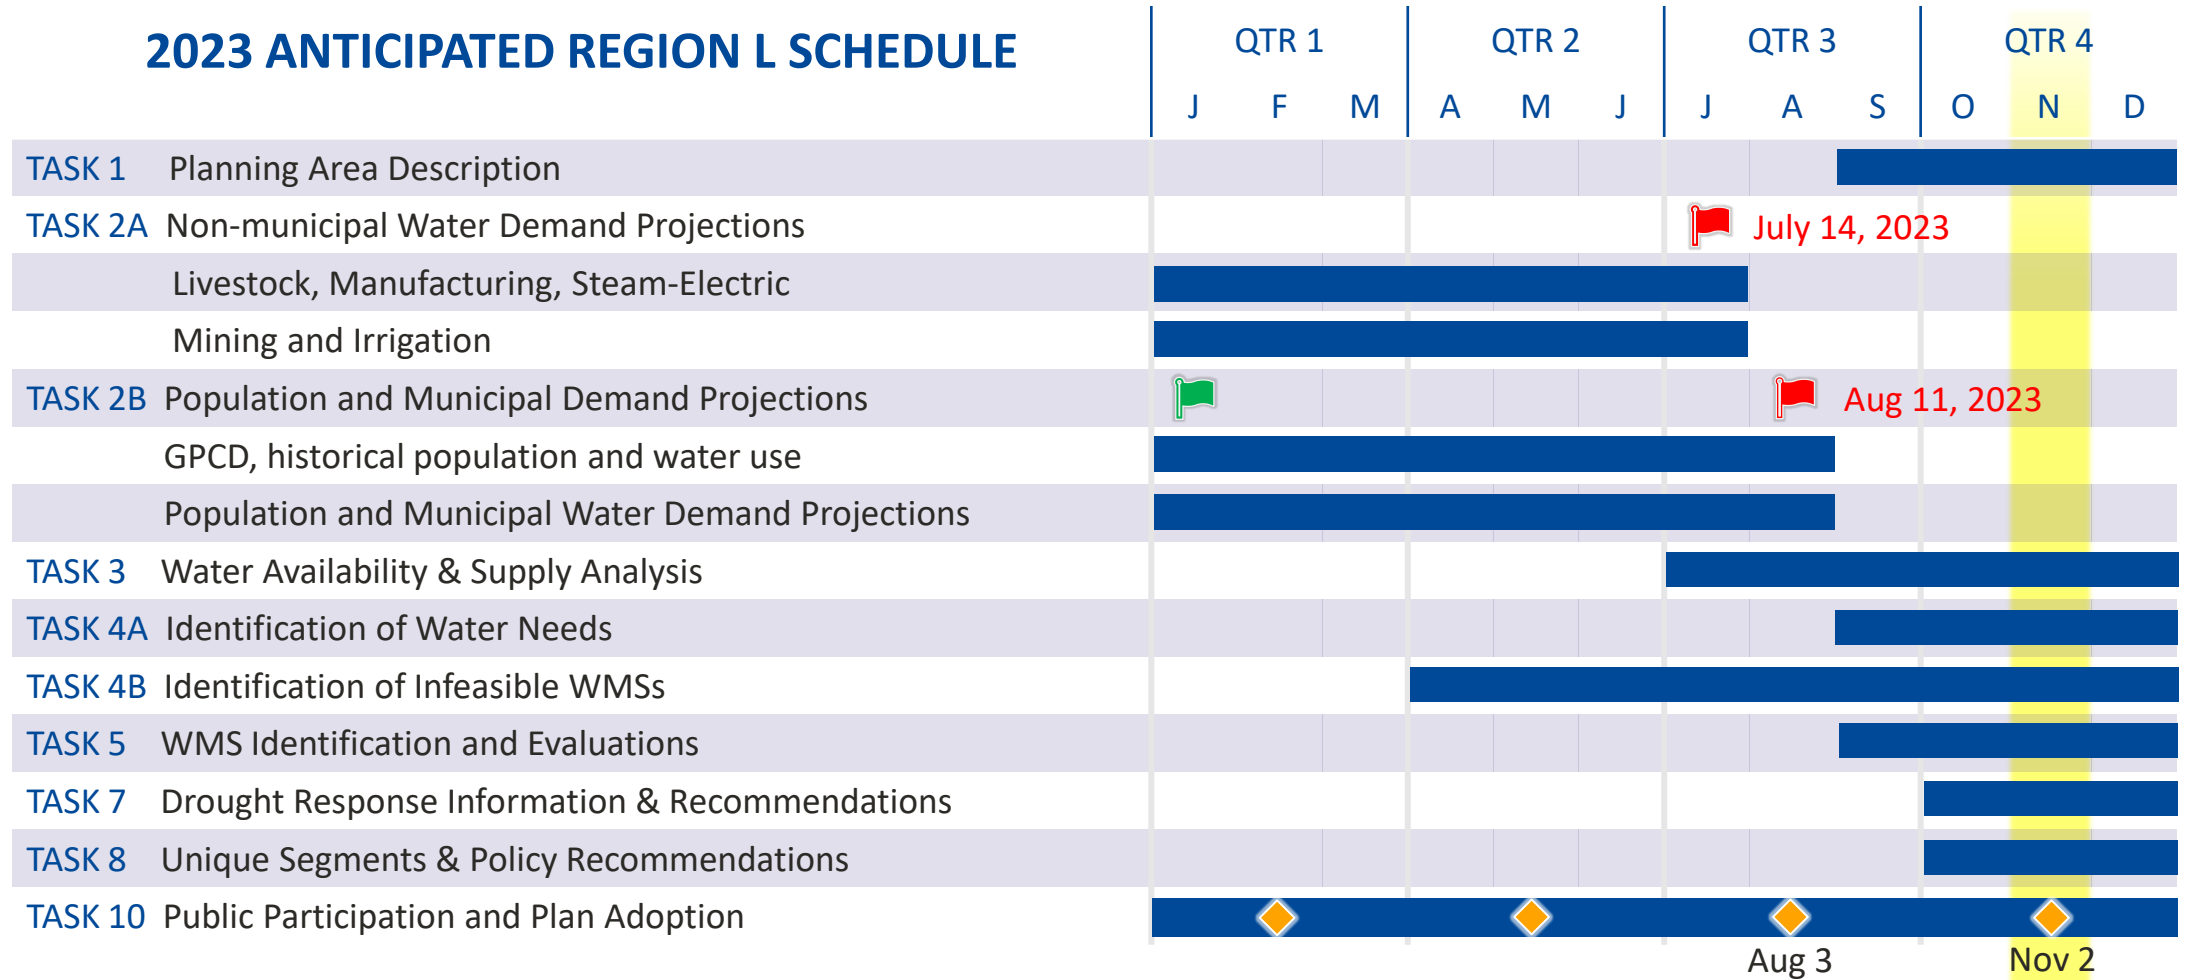 2023 ANTICIPATED REGION L SCHEDULE
QTR 1 QTR 2 QTR 3 QTR 4
J F M A M J J A S O N D
TASK 1 Planning Area Description
TASK 2A Non-municipal Water Demand Projections July 14, 2023
Livestock, Manufacturing, Steam-Electric
Mining and Irrigation
TASK 2B Population and Municipal Demand Projections Aug 11, 2023
GPCD, historical population and water use
Population and Municipal Water Demand Projections
TASK 3 Water Availability & Supply Analysis
TASK 4A Identification of Water Needs
TASK 4B Identification of Infeasible WMSs
TASK 5 WMS Identification and Evaluations
TASK 7 Drought Response Information & Recommendations
TASK 8 Unique Segments & Policy Recommendations
TASK 10 Public Participation and Plan Adoption
Aug 3 Nov 2